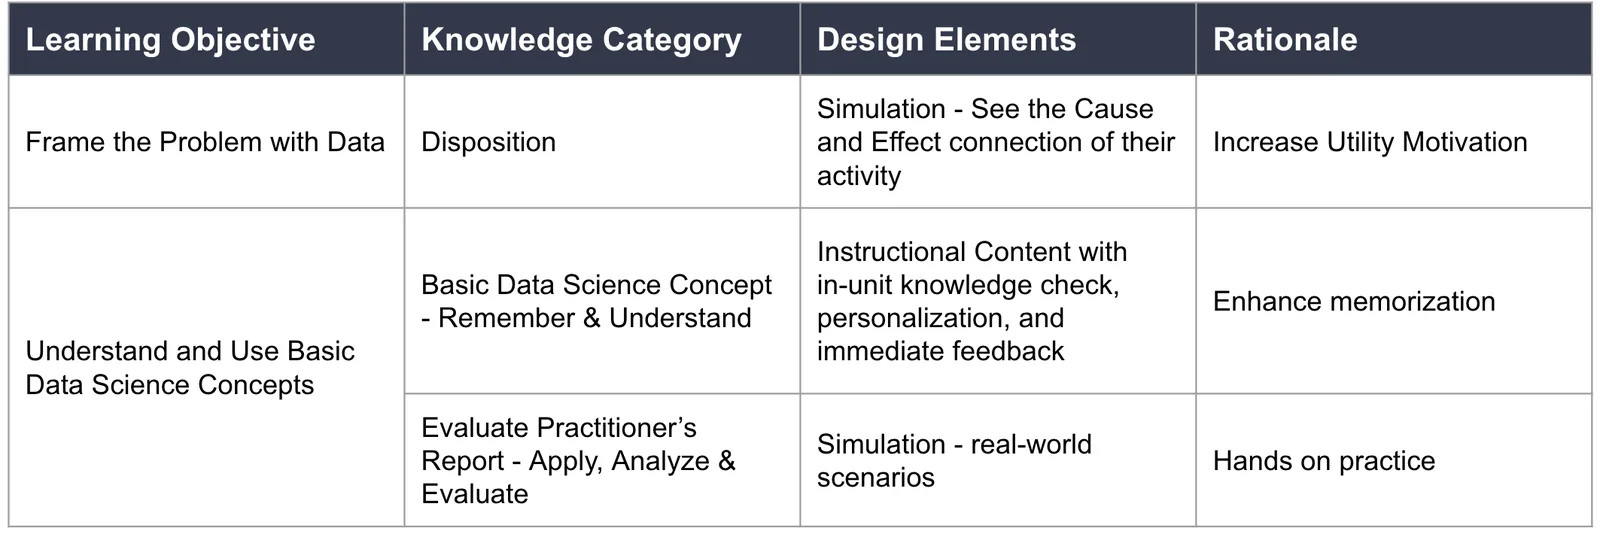 Learning Objective
Knowledge Category
Design Elements
Rationale
Frame the Problem with Data
Disposition
Simulation - See the Cause
and Effect connection of their
activity
Increase Utility Motivation
Understand and Use Basic
Data Science Concepts
Basic Data Science Concept
- Remember & Understand
Instructional Content with
in-unit knowledge check,
personalization, and
immediate feedback
Enhance memorization
Evaluate Practitioner’s
Report - Apply, Analyze &
Evaluate
Simulation - real-world
scenarios
Hands on practice